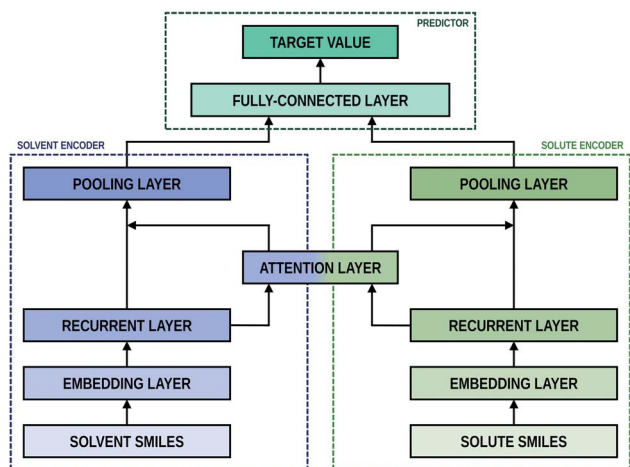 PREDICTOR
TARGET VALUE
FULLY-CONNECTED LAYER
SOLVENT ENCODER
SOLUTE ENCODER
POOLING LAYER
POOLING LAYER
ATTENTION LAYER
RECURRENT LAYER
RECURRENT LAYER
EMBEDDING LAYER
EMBEDDING LAYER
SOLVENT SMILES
SOLUTE SMILES